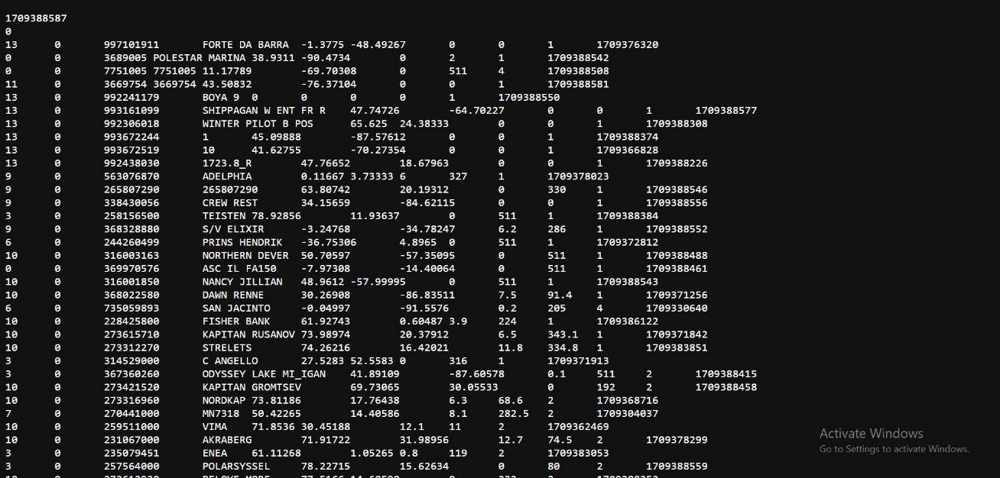 1709388587
0
13 0 997101911 FORTE DA BARRA -1.3775 -48.49267 0 0 1 1709376320
0 0 3689005 POLESTAR MARINA 38.9311 -90.4734 0 2 1 1709388542
0 0 7751005 7751005 11.17789 -69.70308 0 511 4 1709388508
11 0 3669754 3669754 43.50832 -76.37104 0 0 1 1709388581
13 0 992241179 BOYA 9 0 0 0 0 1 1709388550
13 0 993161099 SHIPPAGAN W ENT FR R 47.74726 -64.70227 0 0 1 1709388577
13 0 992306018 WINTER PILOT B POS 65.625 24.38333 0 0 1 1709388308
13 0 993672244 1 45.09888 -87.57612 0 0 1 1709388374
13 0 993672519 10 41.62755 -70.27354 0 0 1 1709366828
13 0 992438030 1723.8_R 47.76652 18.67963 0 0 1 1709388226
9 0 563076870 ADELPHIA 0.11667 3.73333 6 327 1 1709378023
9 0 265807290 265807290 63.80742 20.19312 0 330 1 1709388546
9 0 338430056 CREW REST 34.15659 -84.62115 0 0 1 1709388556
3 0 258156500 TEISTEN 78.92856 11.93637 0 511 1 1709388384
9 0 368328880 S/V ELIXIR -3.24768 -34.78247 6.2 286 1 1709388552
6 0 244260499 PRINS HENDRIK -36.75306 4.8965 0 511 1 1709372812
10 0 316003163 NORTHERN DEVER 50.70597 -57.35095 0 511 1 1709388488
0 0 369970576 ASC IL FA150 -7.97308 -14.40064 0 511 1 1709388461
10 0 316001850 NANCY JILLIAN 48.9612 -57.99995 0 511 1 1709388543
10 0 368022580 DAWN RENNE 30.26908 -86.83511 7.5 91.4 1 1709371256
6 0 735059893 SAN JACINTO -0.04997 -91.5576 0.2 205 4 1709330640
10 0 228425800 FISHER BANK 61.92743 0.60487 3.9 224 1 1709386122
10 0 273615710 KAPITAN RUSANOV 73.98974 20.37912 6.5 343.1 1 1709371842
10 0 273312270 STRELETS 74.26216 16.42021 11.8 334.8 1 1709383851
3 0 314529000 C ANGELLO 27.5283 52.5583 0 316 1 1709371913
3 0 367360260 ODYSSEY LAKE MI_IGAN 41.89109 -87.60578 0.1 511 2 1709388415
10 0 273421520 KAPITAN GROMTSEV 69.73065 30.05533 0 192 2 1709388458
10 0 273316960 NORDKAP 73.81186 17.76438 6.3 68.6 2 1709368716
7 0 270441000 MN7318 50.42265 14.40586 8.1 282.5 2 1709304037
10 0 259511000 VIMA 71.8536 30.45188 12.1 11 2 1709362469
10 0 231067000 AKRABERG 71.91722 31.98956 12.7 74.5 2 1709378299
3 0 235079451 ENEA 61.11268 1.05265 0.8 119 2 1709383053
3 0 257564000 POLARSYSSEL 78.22715 15.62634 0 80 2 1709388559
Activate Windows
Go to Settings to activate Windows.